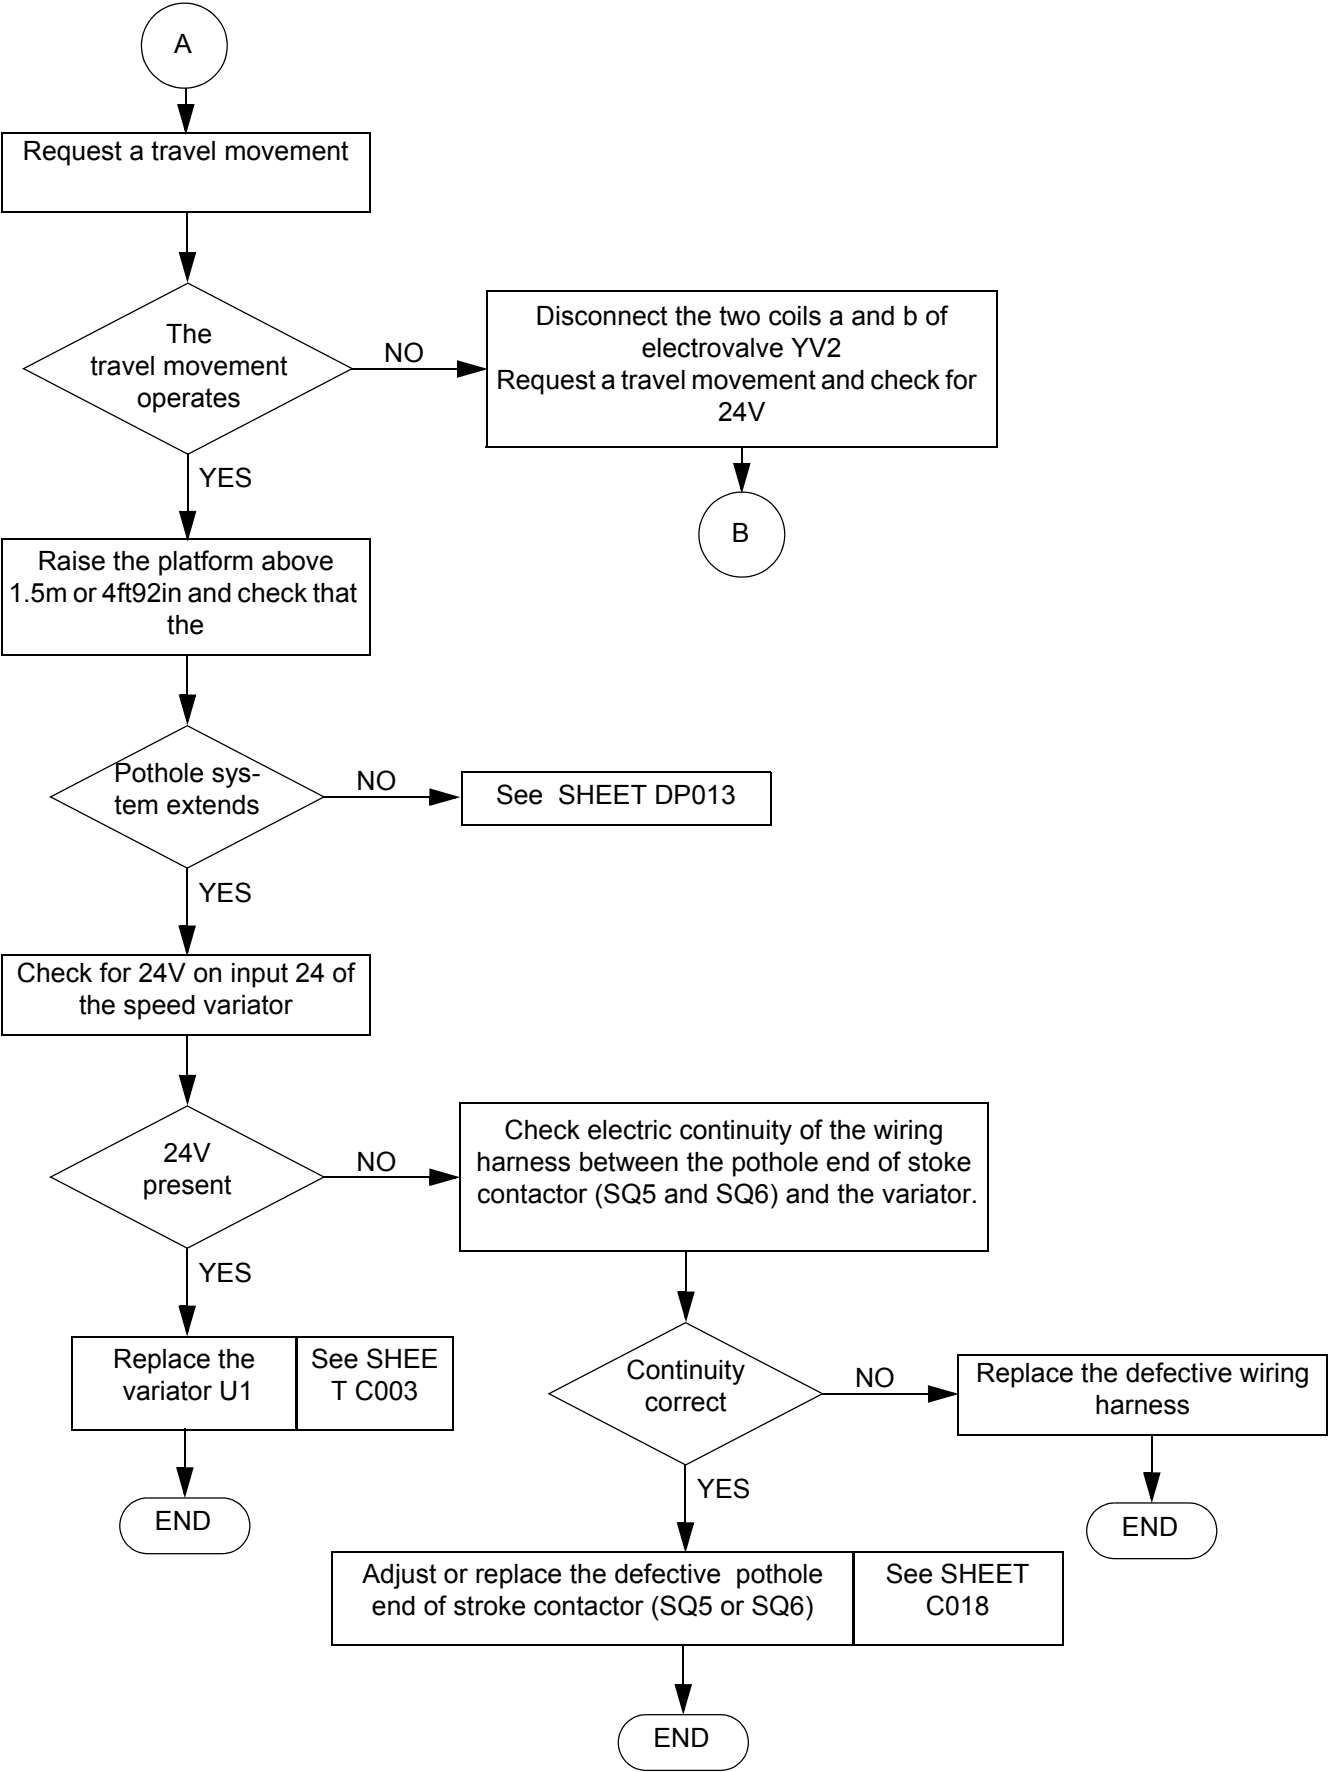 A
Request a travel movement
The
travel movement
operates
NO
Disconnect the two coils a and b of
electrovalve YV2
Request a travel movement and check for
24V
B
YES
Raise the platform above
1.5m or 4ft92in and check that
the
Pothole sys-
tem extends
NO
See SHEET DP013
YES
Check for 24V on input 24 of
the speed variator
24V
present
NO
Check electric continuity of the wiring
harness between the pothole end of stoke
contactor (SQ5 and SQ6) and the variator.
YES
Replace the
variator U1
See SHEE
T C003
END
Continuity
correct
NO
Replace the defective wiring
harness
END
YES
Adjust or replace the defective pothole
end of stroke contactor (SQ5 or SQ6)
See SHEET
C018
END